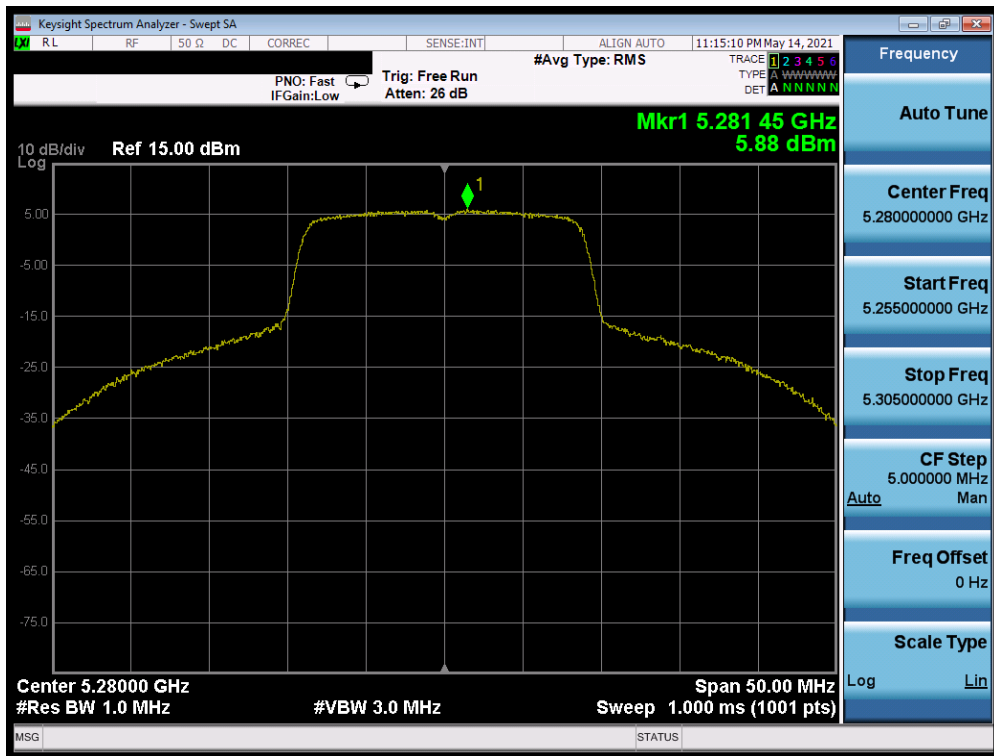 Keysight Spectrum Analyzer - Swept SA
LXI RL RF 50 Ω DC CORREC SENSE:INT ALIGN AUTO 11:15:10 PM May 14, 2021
#Avg Type: RMS TRACE 1 2 3 4 5 6
PNO: Fast Trig: Free Run TYPE A WWWWW
IFGain:Low Atten: 26 dB DET A N N N N N
Mkr1 5.281 45 GHz
5.88 dBm
10 dB/div Ref 15.00 dBm
Log
1
5.00
-5.00
-15.0
-25.0
-35.0
-45.0
-55.0
-65.0
-75.0
Center 5.28000 GHz Span 50.00 MHz
#Res BW 1.0 MHz #VBW 3.0 MHz Sweep 1.000 ms (1001 pts)
MSG STATUS
Frequency
Auto Tune
Center Freq
5.280000000 GHz
Start Freq
5.255000000 GHz
Stop Freq
5.305000000 GHz
CF Step
5.000000 MHz
Auto Man
Freq Offset
0 Hz
Scale Type
Log Lin